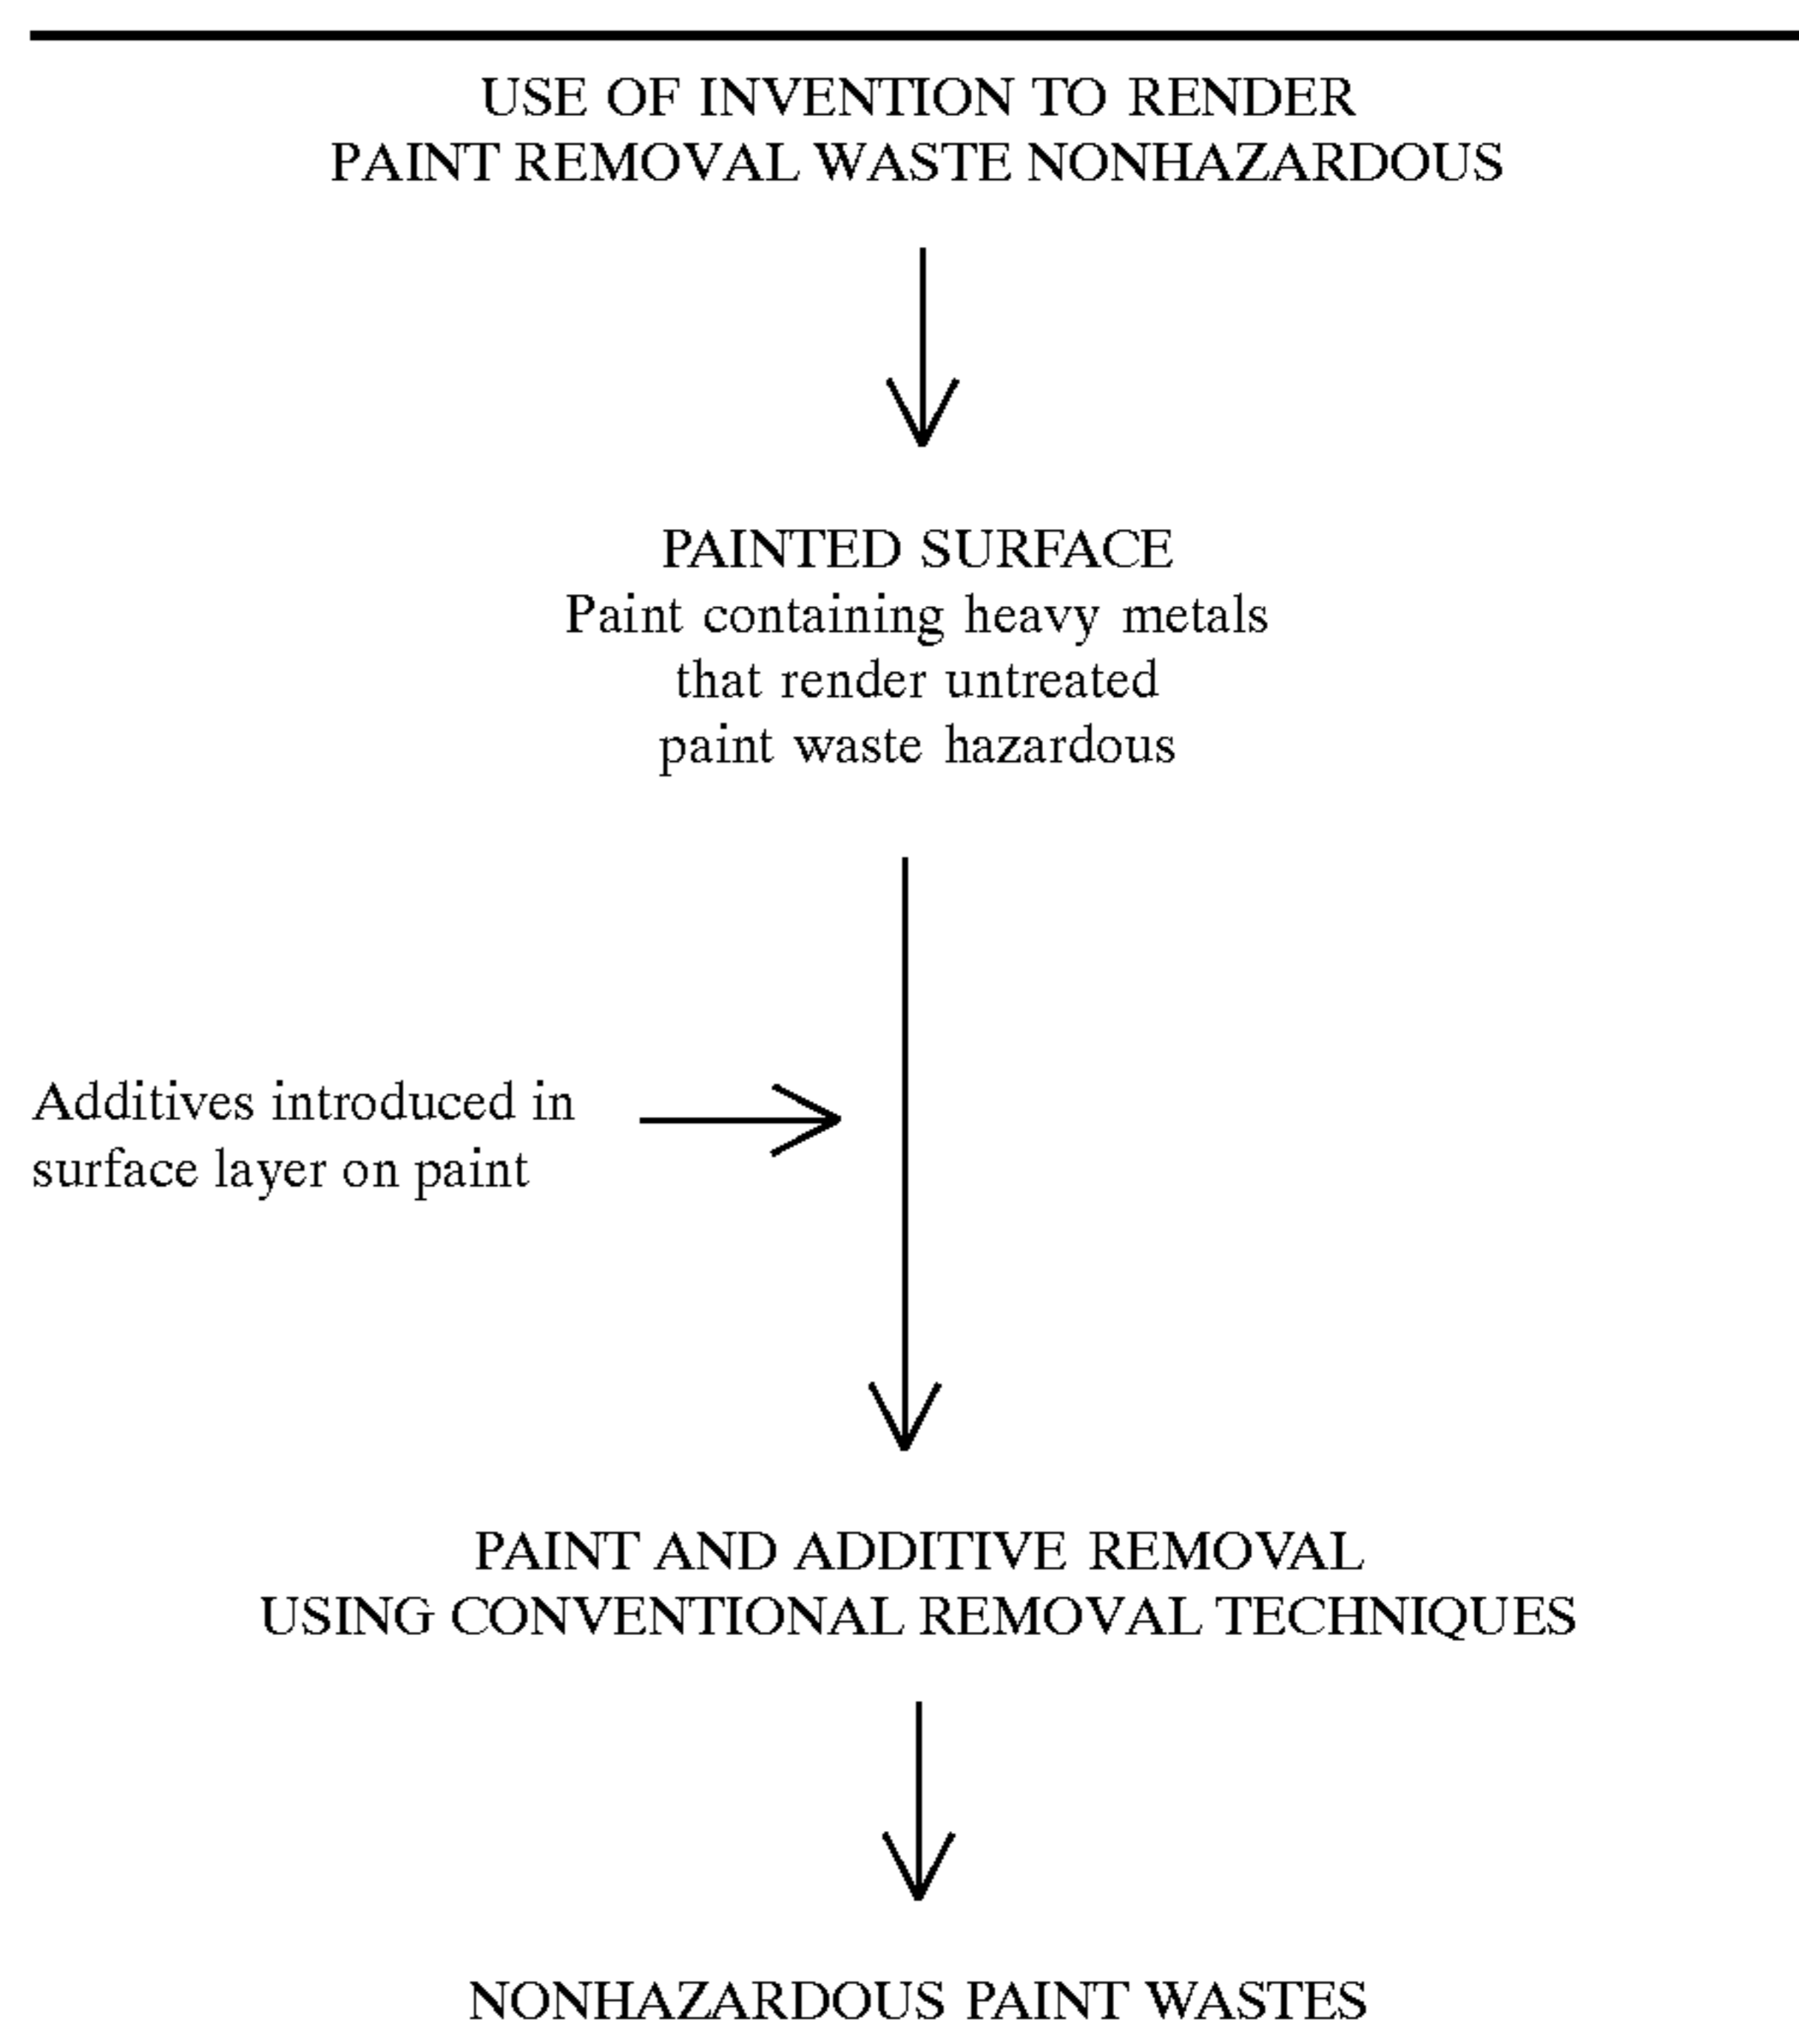 USE OF INVENTION TO RENDER
PAINT REMOVAL WASTE NONHAZARDOUS
PAINTED SURFACE
Paint containing heavy metals
that render untreated
paint waste hazardous
Additives introduced in
surface layer on paint
PAINT AND ADDITIVE REMOVAL
USING CONVENTIONAL REMOVAL TECHNIQUES
NONHAZARDOUS PAINT WASTES